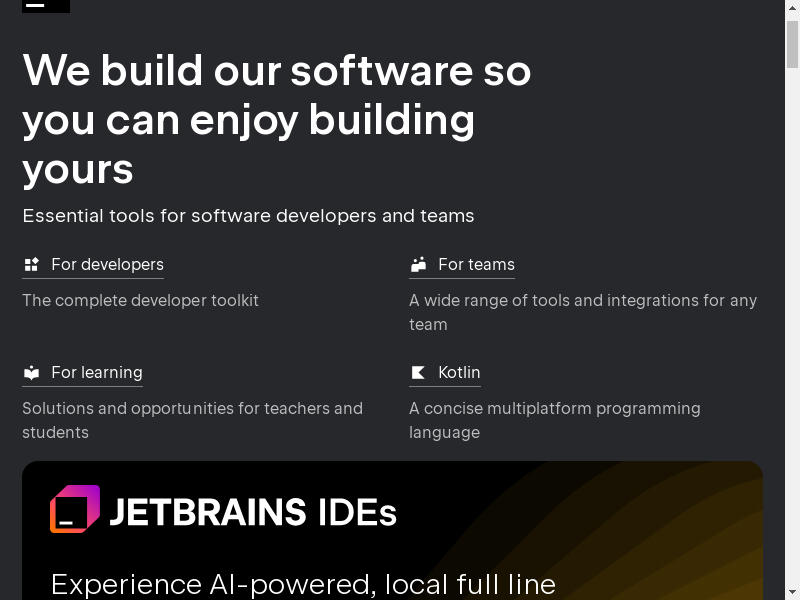 We build our software so
you can enjoy building
yours
Essential tools for software developers and teams
For developers
The complete developer toolkit
For teams
A wide range of tools and integrations for any
team
For learning
Solutions and opportunities for teachers and
students
Kotlin
A concise multiplatform programming
language
JETBRAINS IDEs
Experience AI-powered, local full line